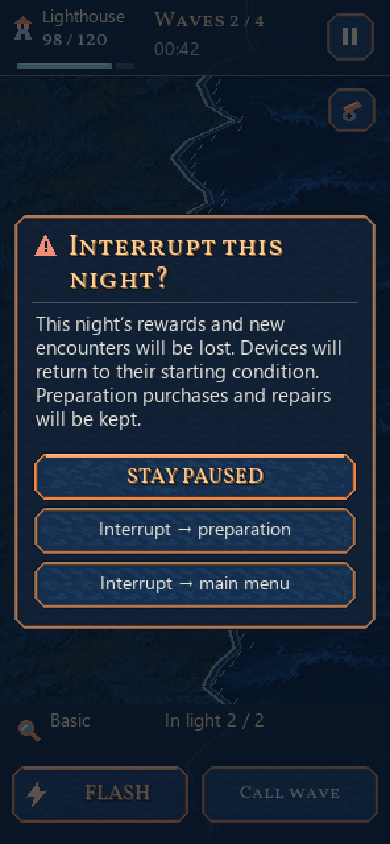 Lighthouse
98 / 120
WAVES 2 / 4
00:42
INTERRUPT THIS
NIGHT?
This night's rewards and new
encounters will be lost. Devices will
return to their starting condition.
Preparation purchases and repairs
will be kept.
STAY PAUSED
Interrupt → preparation
Interrupt → main menu
Basic
In light 2 / 2
FLASH
CALL WAVE